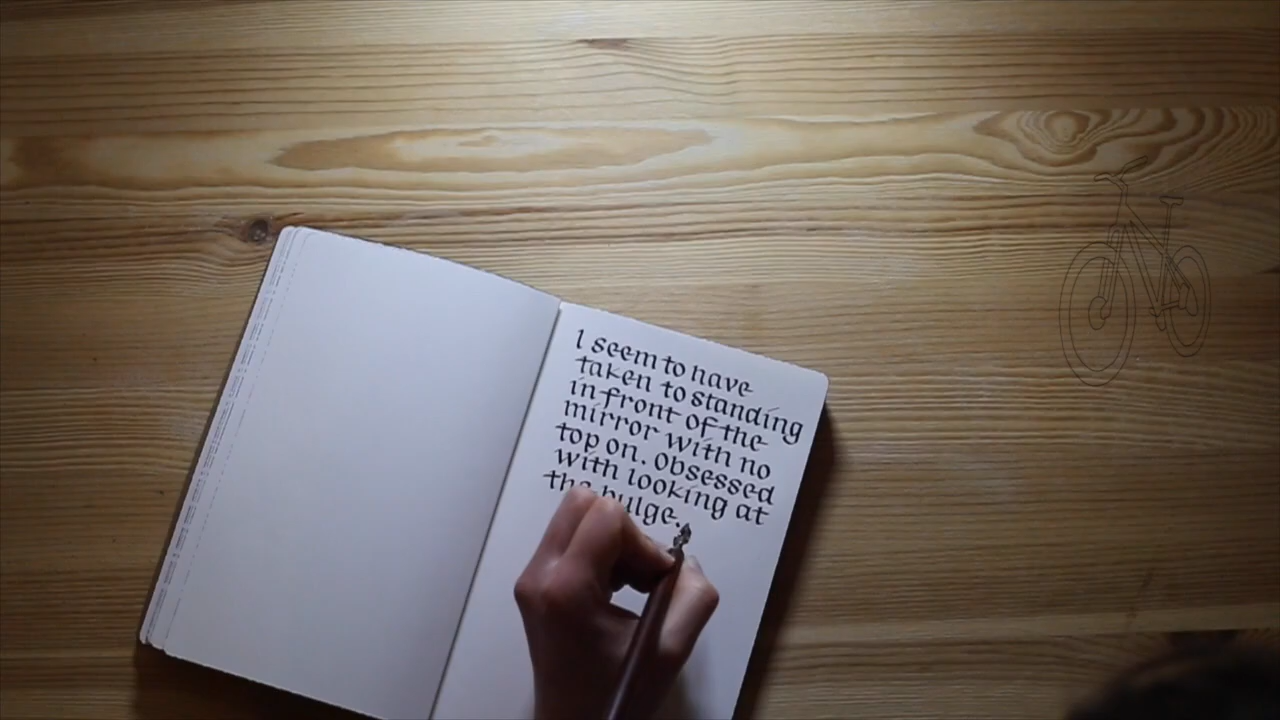 I seem to have
taken to standing
in front of the
mirror with no
top on. Obsessed
with looking at
the bulge.